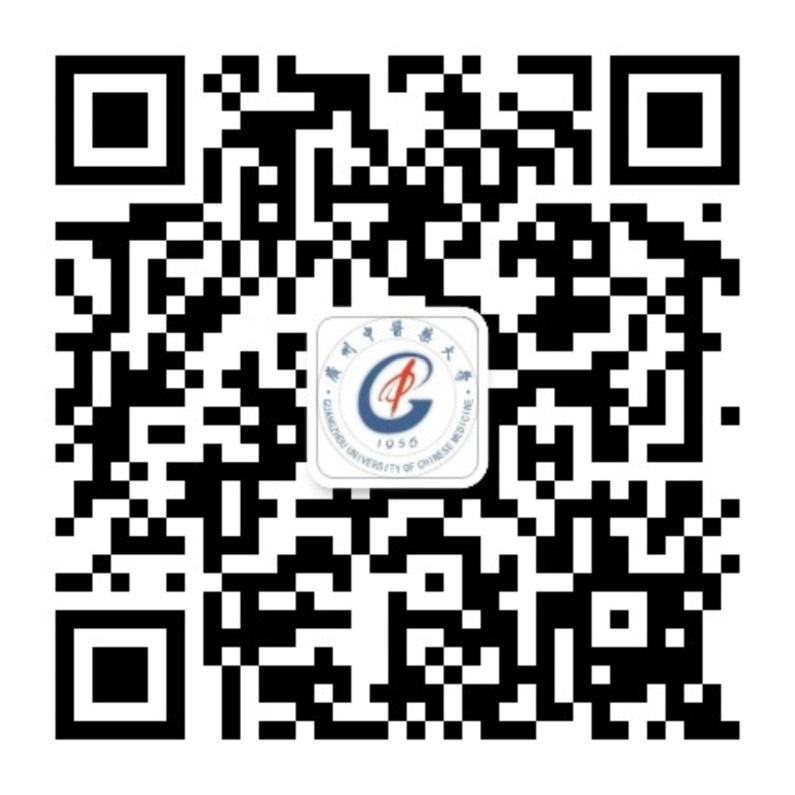 廣州中醫藥大學
1956
GUANGZHOU UNIVERSITY OF CHINESE MEDICINE